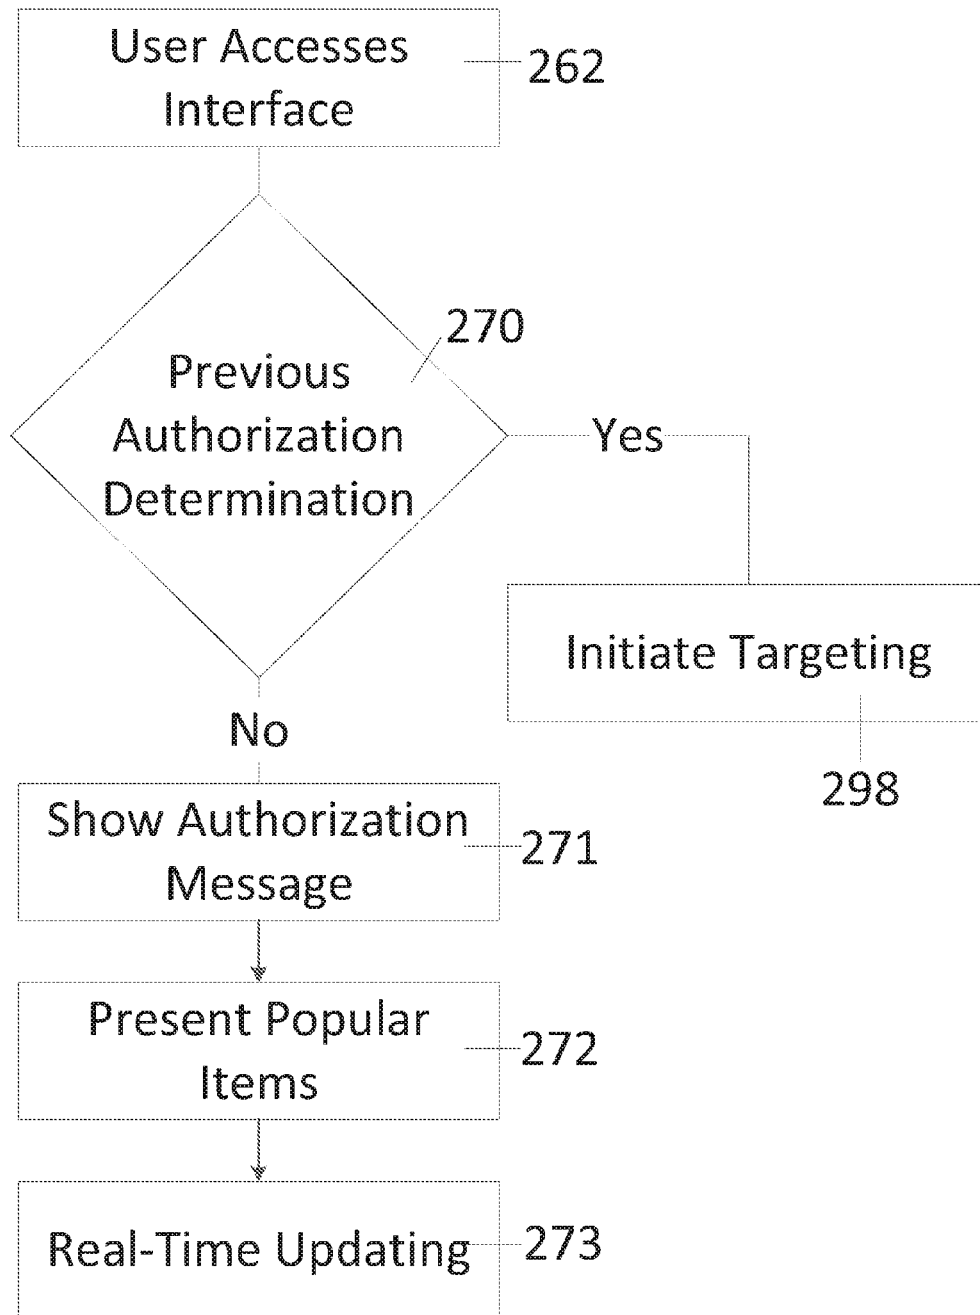 User Accesses
Interface
262
270
Previous
Authorization
Determination
Yes
Initiate Targeting
298
No
Show Authorization
Message
271
Present Popular
Items
272
Real-Time Updating
273